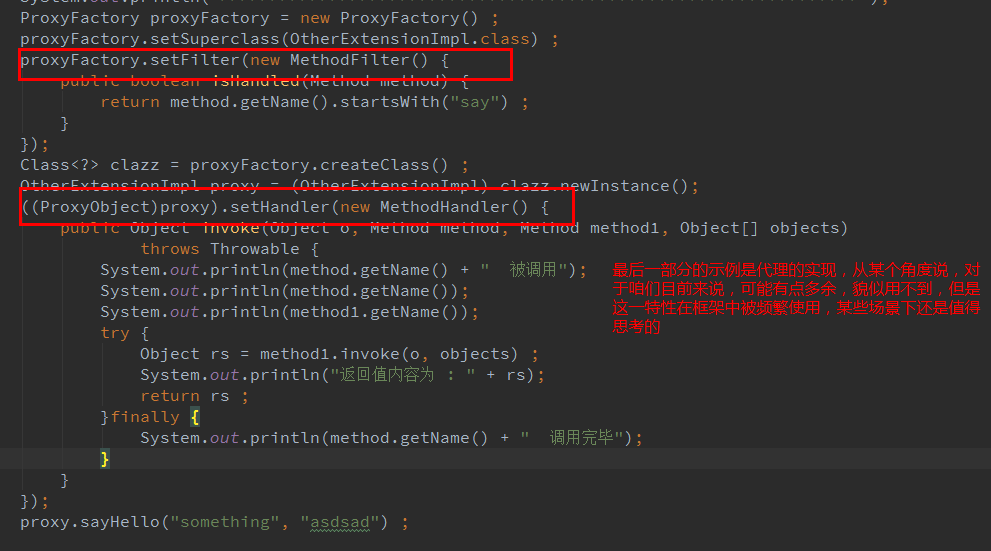 System.out.println("
ProxyFactory proxyFactory = new ProxyFactory() ;
proxyFactory.setSuperclass(OtherExtensionImpl.class) ;
proxyFactory.setFilter(new MethodFilter() {
public boolean isHandled(Method method) {
return method.getName().startsWith("say") ;
}
});
Class<?> clazz = proxyFactory.createClass() ;
OtherExtensionImpl proxy = (OtherExtensionImpl) clazz.newInstance();
((ProxyObject)proxy).setHandler(new MethodHandler() {
public Object invoke(Object o, Method method, Method method1, Object[] objects)
throws Throwable {
System.out.println(method.getName() + "  被调用");
System.out.println(method.getName());
System.out.println(method1.getName());
try {
Object rs = method1.invoke(o, objects) ;
System.out.println("返回值内容为 : " + rs);
return rs ;
}finally {
System.out.println(method.getName() + "  调用完毕");
}
}
});
proxy.sayHello("something", "asdsad") ;
最后一部分的示例是代理的实现，从某个角度说，对
于咱们目前来说，可能有点多余，貌似用不到，但是
这一特性在框架中被频繁使用，某些场景下还是值得
思考的